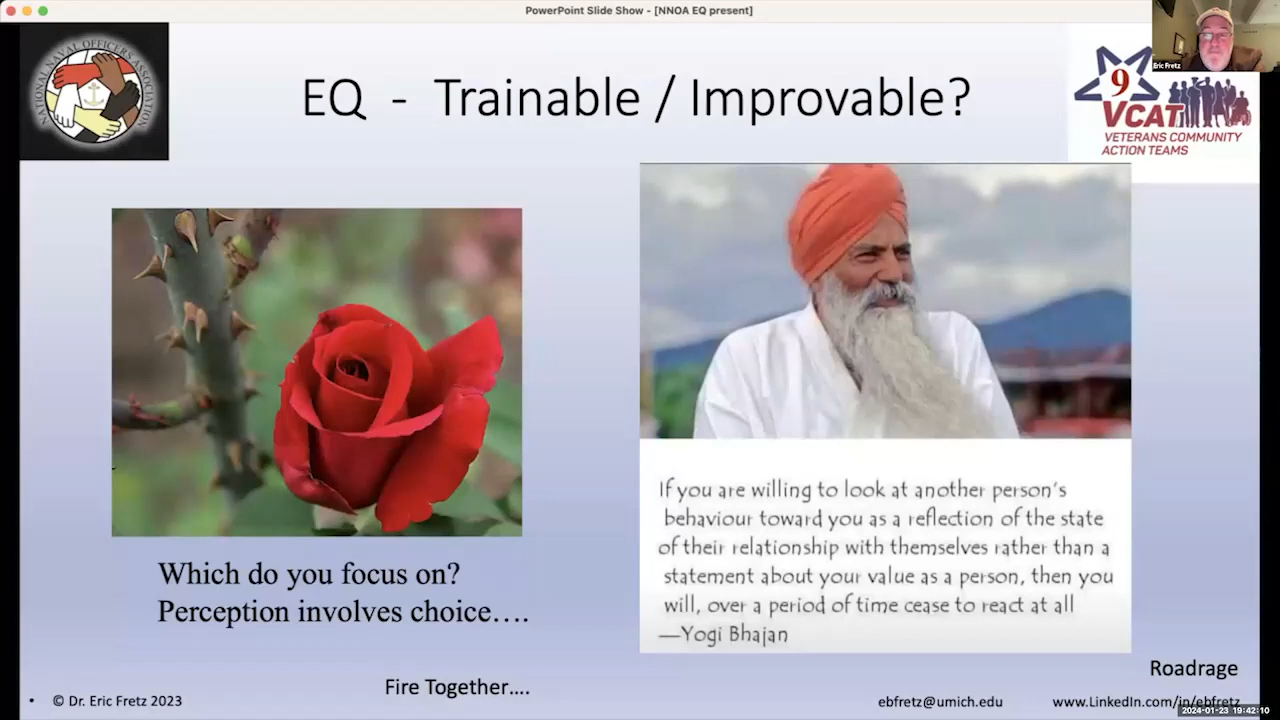 PowerPoint Slide Show - [NNOA EQ present]
Eric Fretz
NATIONAL NAVAL OFFICERS ASSOCIATION
EQ - Trainable / Improvable?
9
VCAT
VETERANS COMMUNITY
ACTION TEAMS
Which do you focus on?
Perception involves choice....
If you are willing to look at another person's
behaviour toward you as a reflection of the state
of their relationship with themselves rather than a
statement about your value as a person, then you
will, over a period of time cease to react at all
—Yogi Bhajan
Fire Together....
Roadrage
• © Dr. Eric Fretz 2023
ebfretz@umich.edu
www.LinkedIn.com/in/ebfretz
2024-01-23 19:42:10